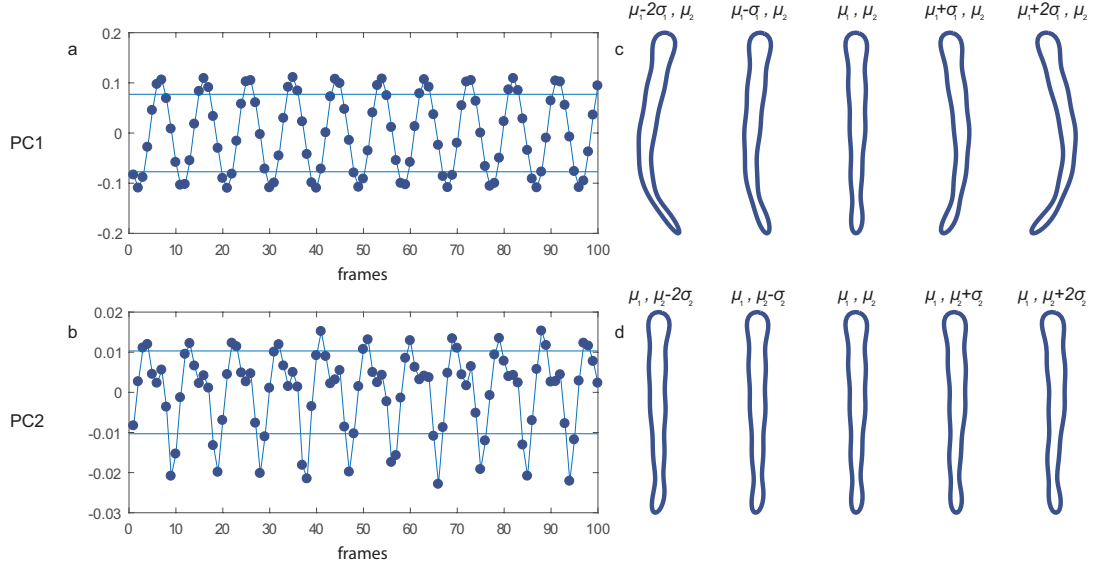 a
0.2
0.1
0
-0.1
-0.2
PC1
0 10 20 30 40 50 60 70 80 90 100
frames
μ₁-2σ₁ , μ₂ μ₁-σ₁ , μ₂ μ₁ , μ₂ μ₁+σ₁ , μ₂ μ₁+2σ₁ , μ₂
c
b
0.02
0.01
0
-0.01
-0.02
-0.03
PC2
0 10 20 30 40 50 60 70 80 90 100
frames
μ₁ , μ₂-2σ₂ μ₁ , μ₂-σ₂ μ₁ , μ₂ μ₁ , μ₂+σ₂ μ₁ , μ₂+2σ₂
d